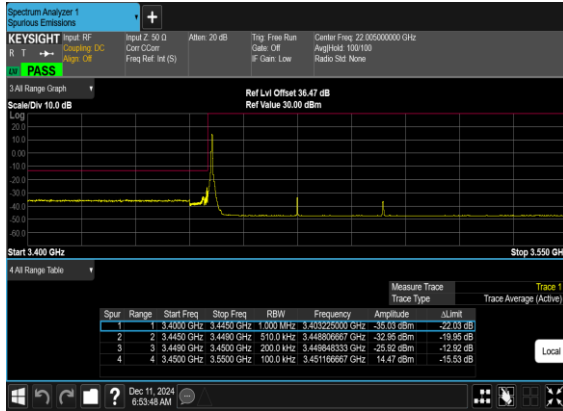 Spectrum Analyzer 1
Spurious Emissions
+
KEYSIGHT Input: RF Input Z: 50 Ω Atten: 20 dB Trig: Free Run Center Freq: 22.005000000 GHz
R T Coupling: DC Corr CCorr Gate: Off Avg|Hold: 100/100
Align: Off Freq Ref: Int (S) IF Gain: Low Radio Std: None
PASS
3 All Range Graph
Ref Lvl Offset 36.47 dB
Scale/Div 10.0 dB Ref Value 30.00 dBm
Log
20.0
10.0
0.00
-10.0
-20.0
-30.0
-40.0
-50.0
-60.0
Start 3.400 GHz Stop 3.550 GH
4 All Range Table
Measure Trace Trace 1
Trace Type Trace Average (Active)
Spur Range Start Freq Stop Freq RBW Frequency Amplitude ΔLimit
1 1 3.4000 GHz 3.4450 GHz 1.000 MHz 3.403225000 GHz -35.03 dBm -22.03 dB
2 2 3.4450 GHz 3.4490 GHz 510.0 kHz 3.448806667 GHz -32.95 dBm -19.95 dB
3 3 3.4490 GHz 3.4500 GHz 200.0 kHz 3.449848333 GHz -25.92 dBm -12.92 dB
4 4 3.4500 GHz 3.5500 GHz 100.0 kHz 3.451166667 GHz 14.47 dBm -15.53 dB
Local
? Dec 11, 2024
6:53:48 AM